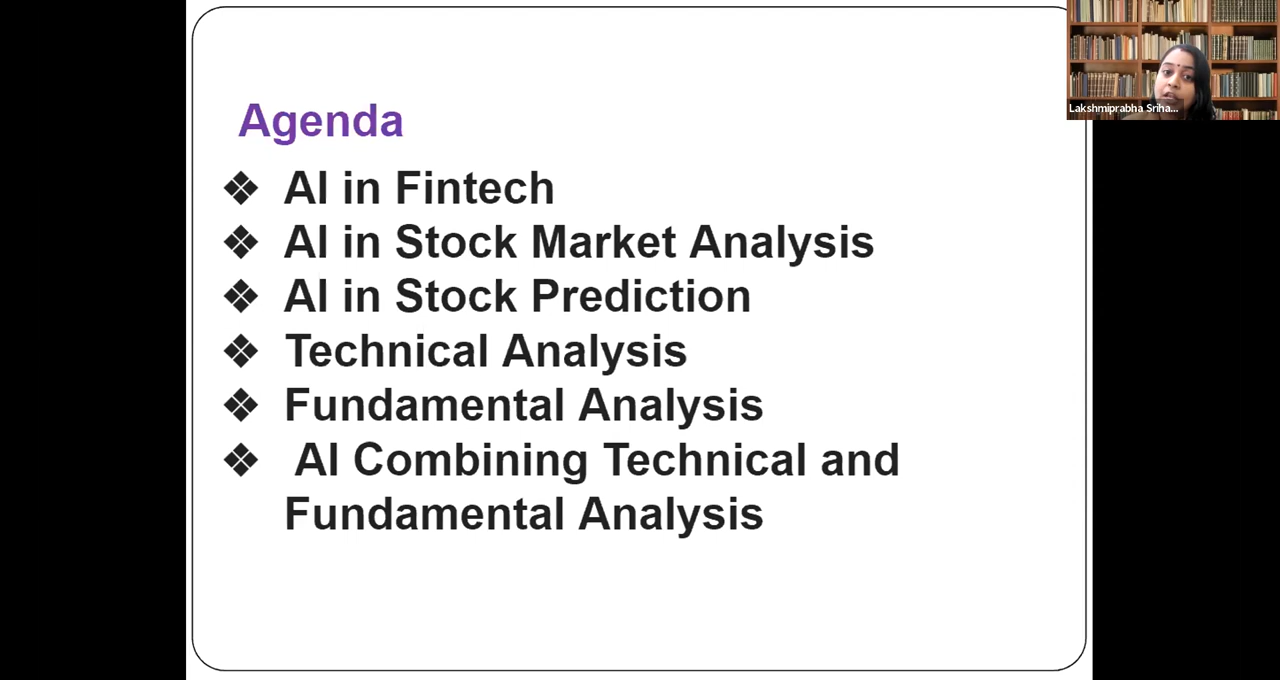 Agenda
❖ AI in Fintech
❖ AI in Stock Market Analysis
❖ AI in Stock Prediction
❖ Technical Analysis
❖ Fundamental Analysis
❖ AI Combining Technical and
Fundamental Analysis
Lakshmiprabha Sriha...